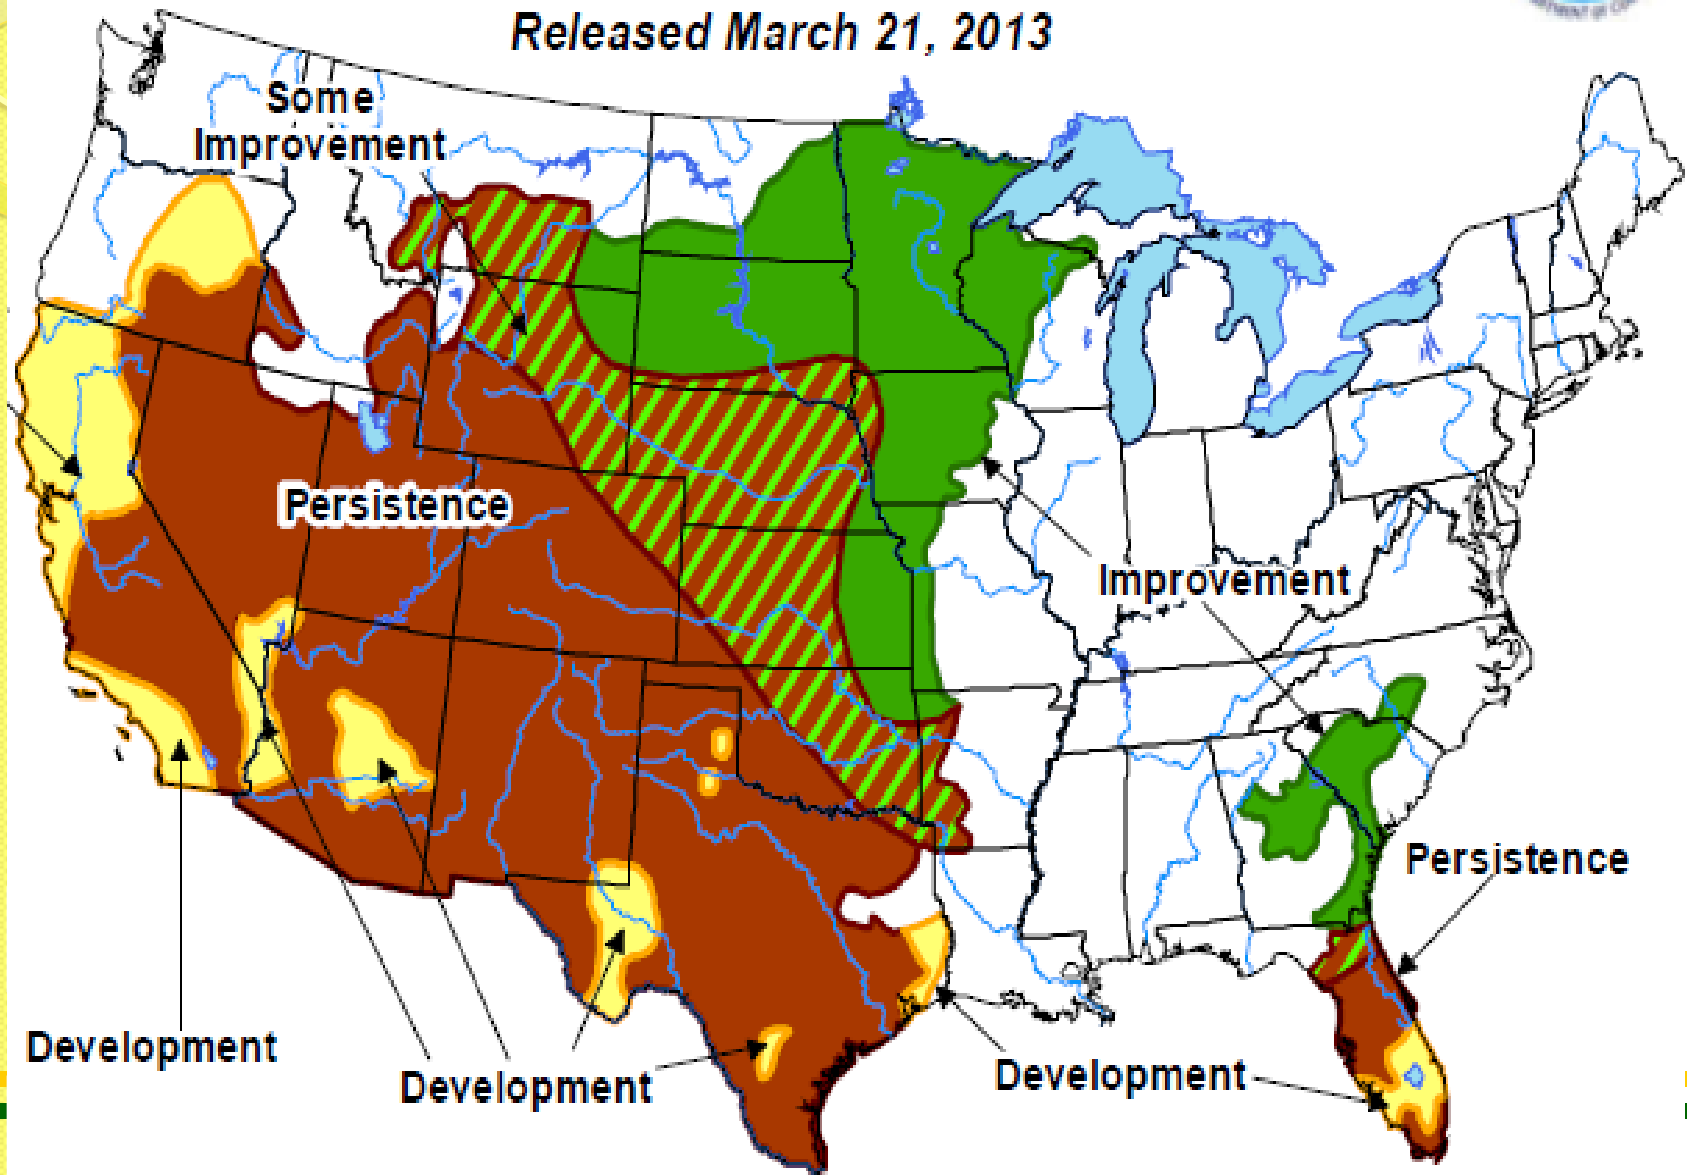 Released March 21, 2013
Some
Improvement
Persistence
Improvement
Persistence
Development
Development
Development